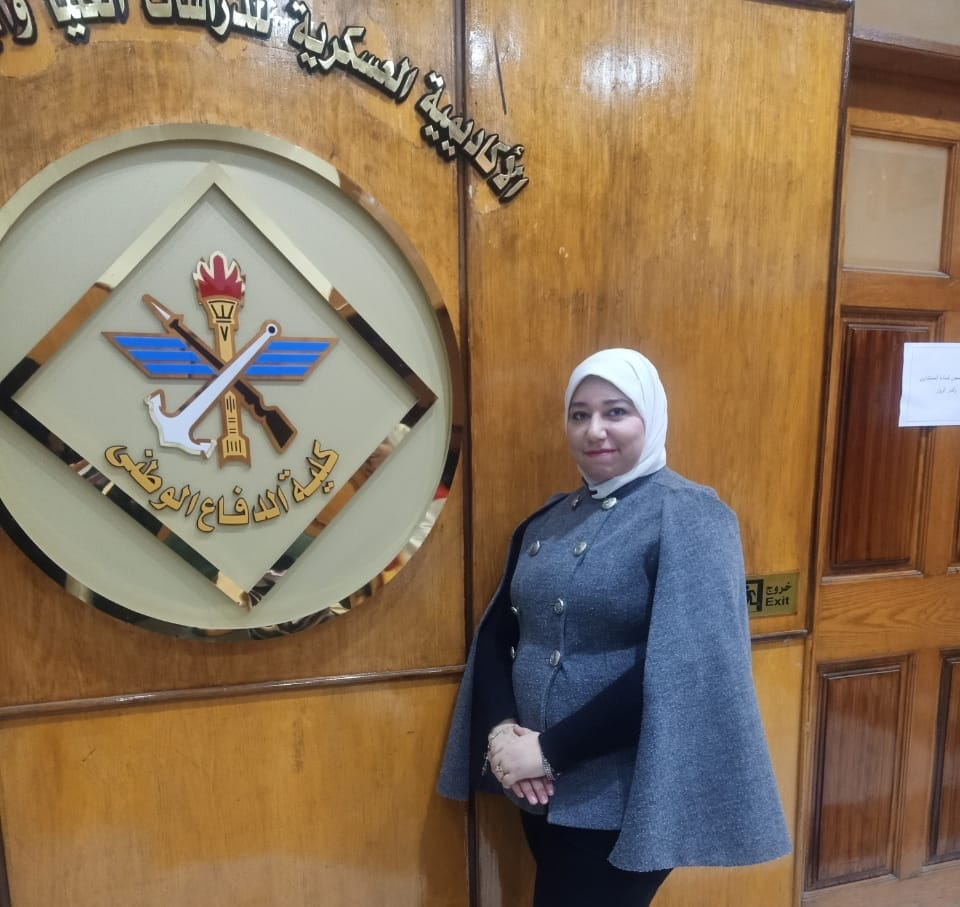 الأكاديمية العسكرية للدراسات العليا
كلية الدفاع الوطنى
خروج
Exit